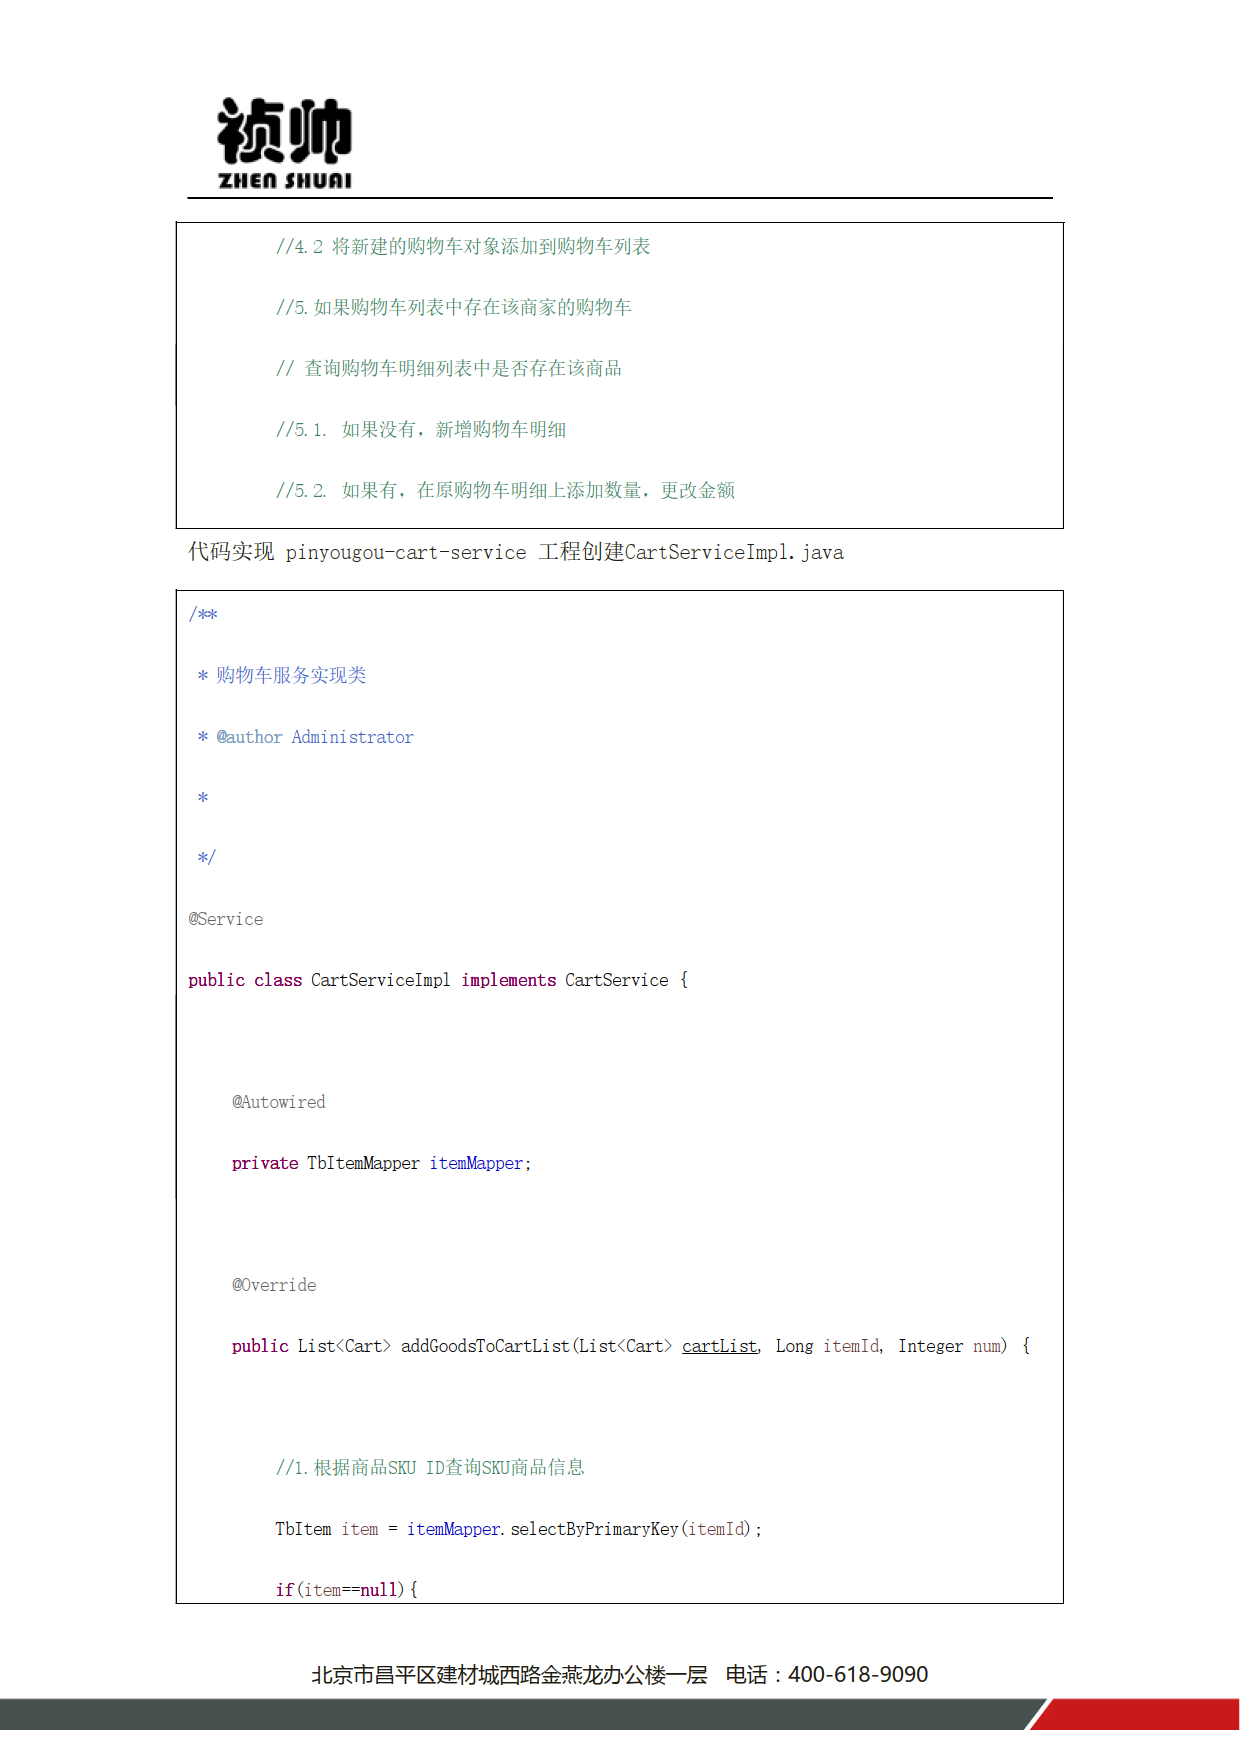 祯帅
ZHEN SHUAI
//4.2 将新建的购物车对象添加到购物车列表
//5.如果购物车列表中存在该商家的购物车
// 查询购物车明细列表中是否存在该商品
//5.1. 如果没有，新增购物车明细
//5.2. 如果有，在原购物车明细上添加数量，更改金额
代码实现 pinyougou-cart-service 工程创建CartServiceImpl.java
/**
* 购物车服务实现类
* @author Administrator
*
*/
@Service
public class CartServiceImpl implements CartService {
@Autowired
private TbItemMapper itemMapper;
@Override
public List<Cart> addGoodsToCartList(List<Cart> cartList, Long itemId, Integer num) {
//1.根据商品SKU ID查询SKU商品信息
TbItem item = itemMapper.selectByPrimaryKey(itemId);
if(item==null){
北京市昌平区建材城西路金燕龙办公楼一层 电话：400-618-9090